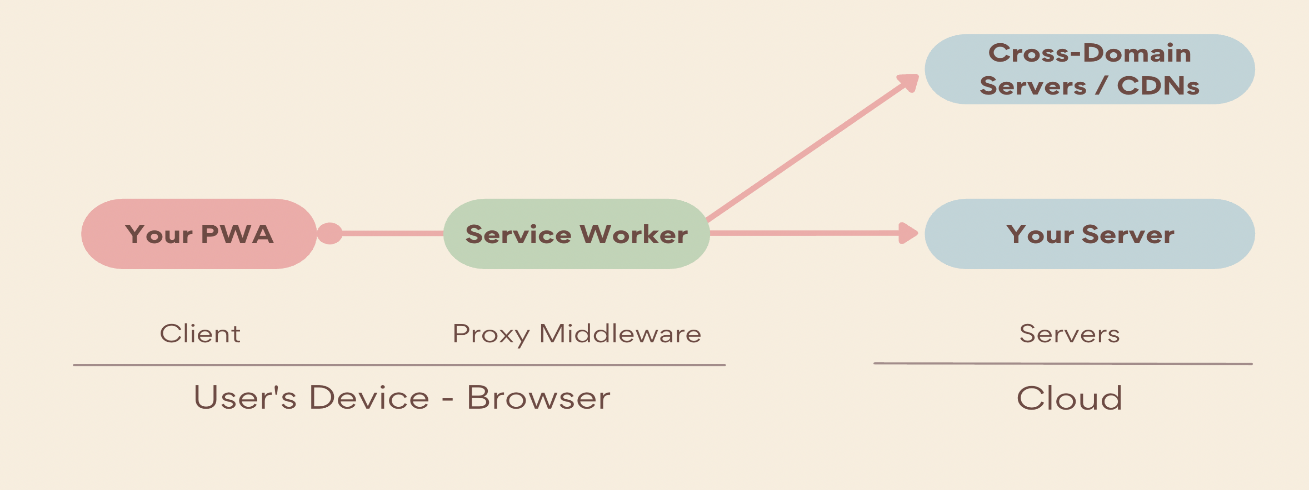 Cross-Domain
Servers / CDNs
Your PWA
Service Worker
Your Server
Client
Proxy Middleware
Servers
User's Device - Browser
Cloud